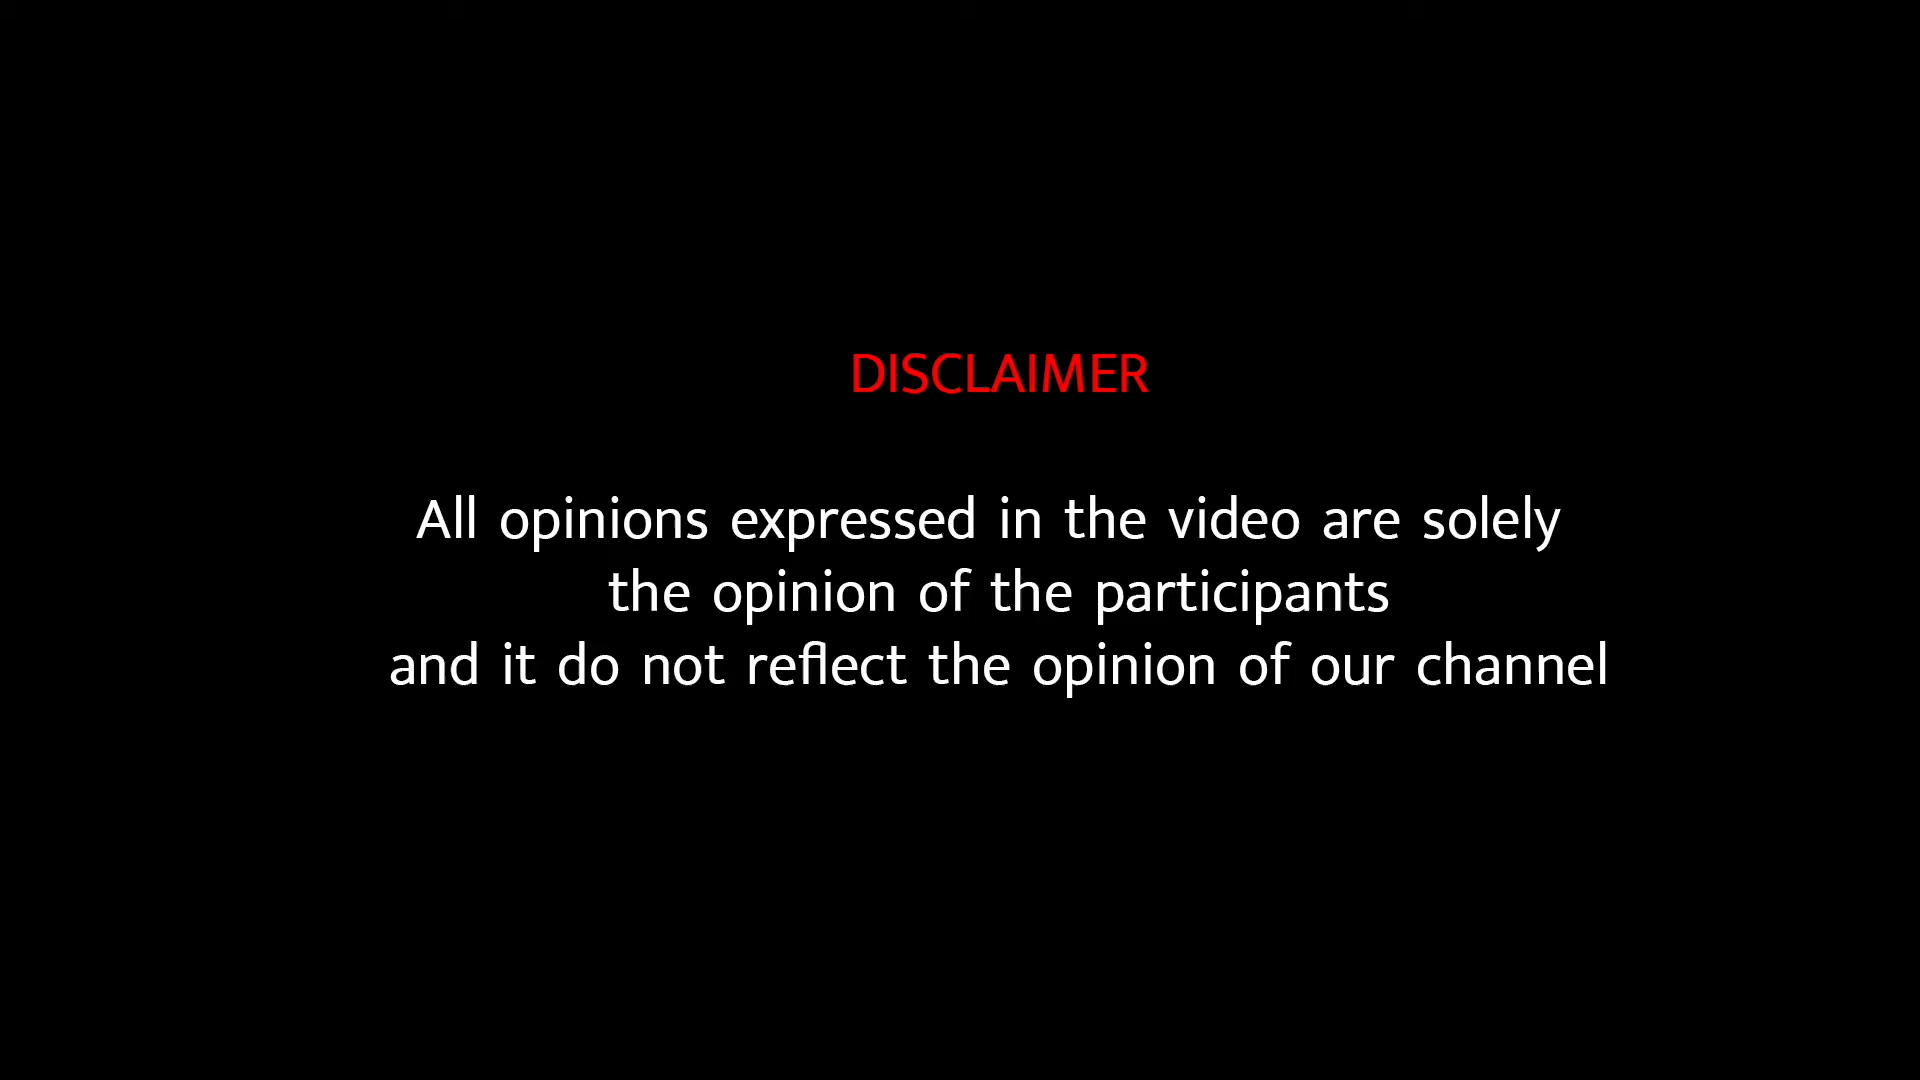 DISCLAIMER
All opinions expressed in the video are solely
the opinion of the participants
and it do not reflect the opinion of our channel